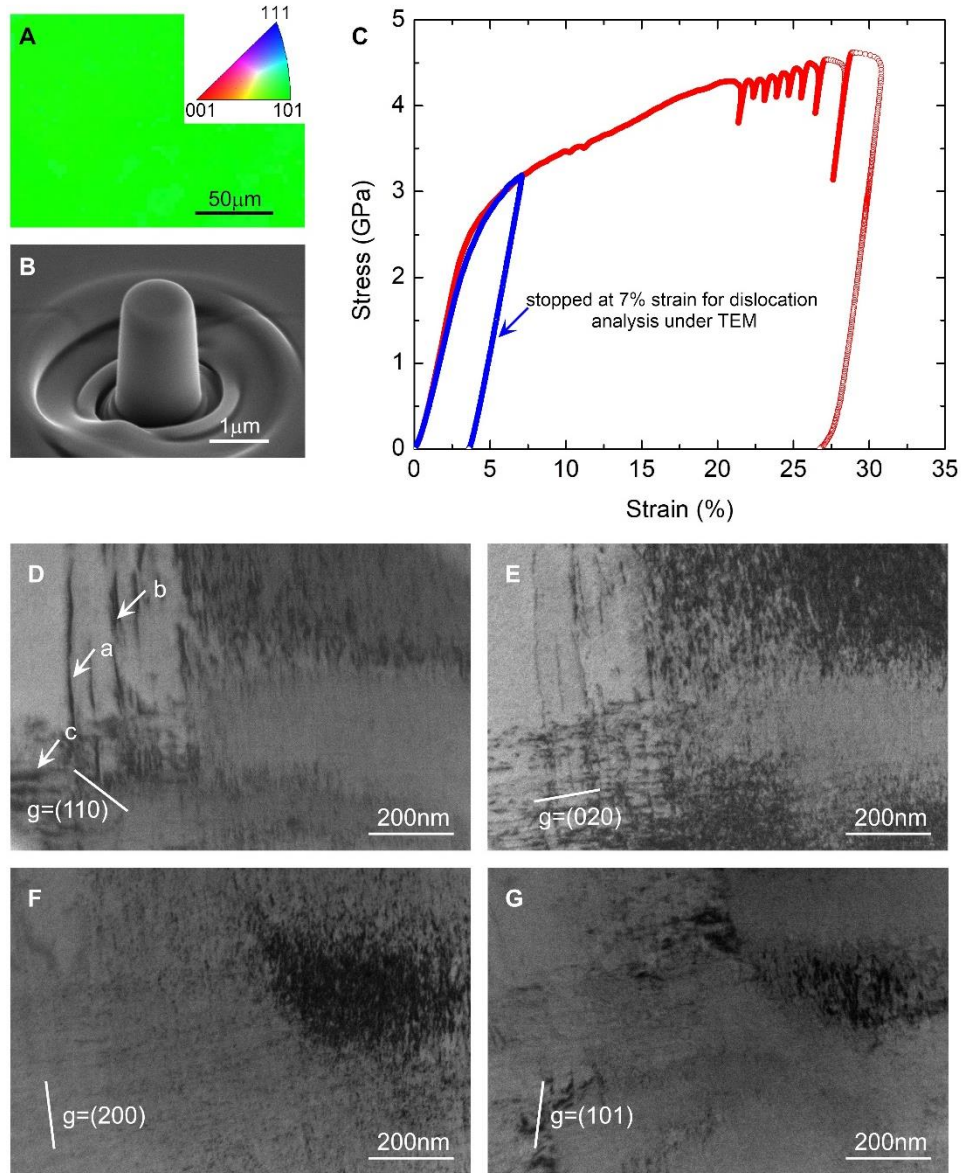 A
111
001
101
50μm
B
1μm
C
Stress (GPa)
5
4
3
2
1
0
stopped at 7% strain for dislocation
analysis under TEM
0
5
10
15
20
25
30
35
Strain (%)
D
b
a
c
g=(110)
200nm
E
g=(020)
200nm
F
g=(200)
200nm
G
g=(101)
200nm